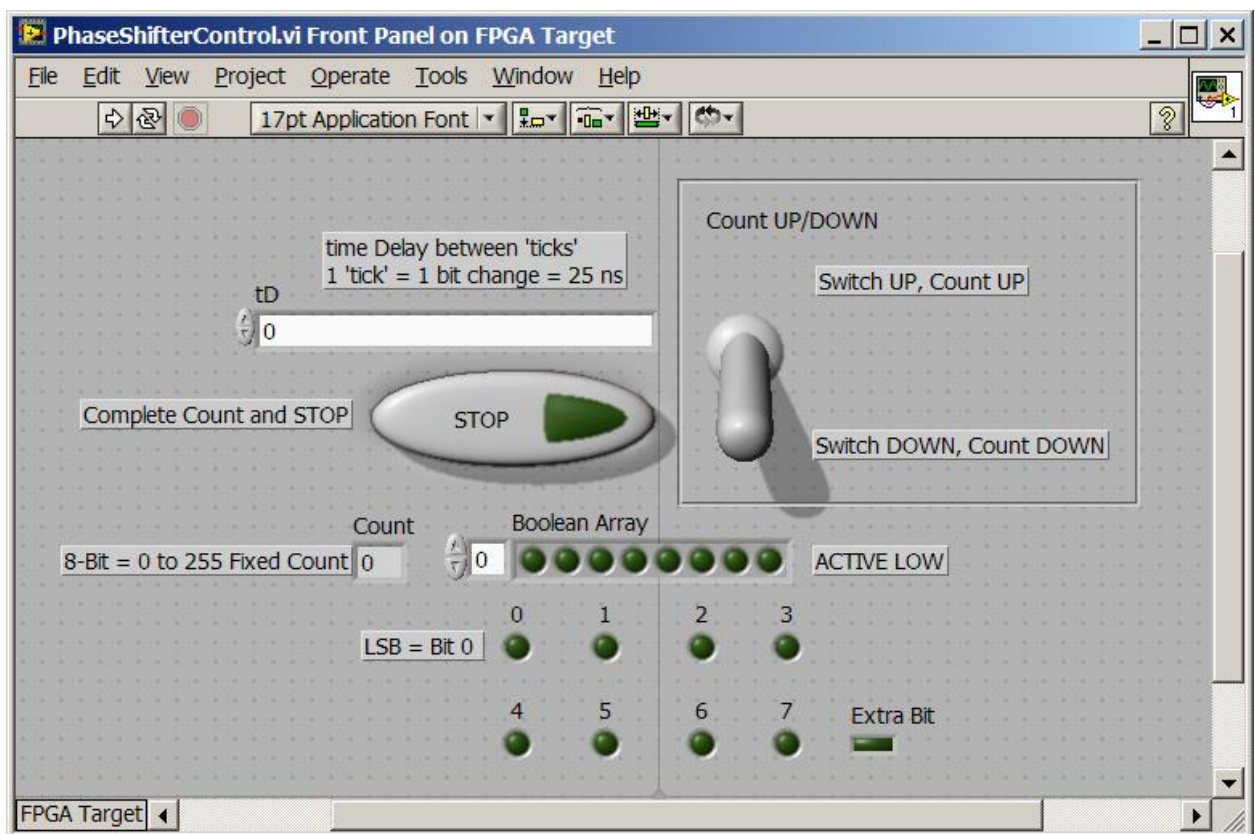 PhaseShifterControl.vi Front Panel on FPGA Target
File Edit View Project Operate Tools Window Help
17pt Application Font
?
1
Count UP/DOWN
time Delay between 'ticks'
1 'tick' = 1 bit change = 25 ns
Switch UP, Count UP
tD
0
Complete Count and STOP
STOP
Switch DOWN, Count DOWN
Count
Boolean Array
8-Bit = 0 to 255 Fixed Count
0
0
ACTIVE LOW
0 1 2 3
LSB = Bit 0
4 5 6 7
Extra Bit
FPGA Target